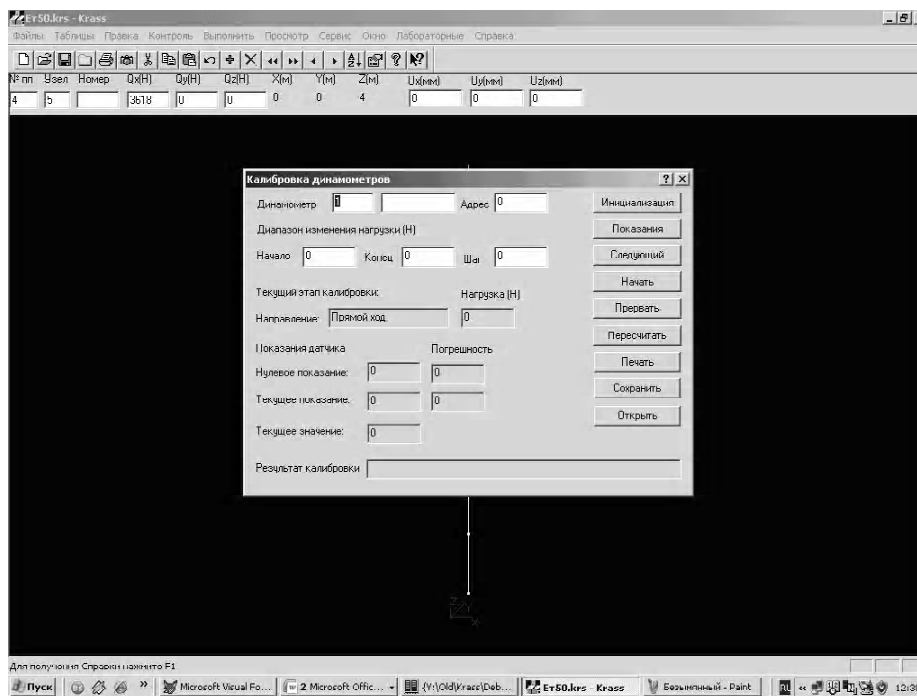 Er50.krs - Krass
Файлы Таблицы Правка Контроль Выполнить Просмотр Сервис Окно Лабораторные Справка
№ пп Узел Номер Qx(H) Qy(H) Qz(H) X(м) Y(м) Z(м) Ux(мм) Uy(мм) Uz(мм)
4 5 3618 0 0 0 0 4 0 0 0
Калибровка динамометров
Динамометр 1 Адрес 0
Инициализация
Диапазон изменения нагрузки (Н)
Показания
Начало 0 Конец 0 Шаг 0
Следующий
Начать
Текущий этап калибровки: Нагрузка (Н)
Направление: Прямой ход 0
Прервать
Пересчитать
Показания датчика Погрешность
Печать
Нулевое показание: 0 0
Сохранить
Текущее показание: 0 0
Открыть
Текущее значение: 0
Результат калибровки
Z Y
X
Для получения Справки нажмите F1
Пуск » Microsoft Visual Fo... 2 Microsoft Offic... {V:\Old\Kracc\Deb... Er50.krs - Krass Безымянный - Paint «